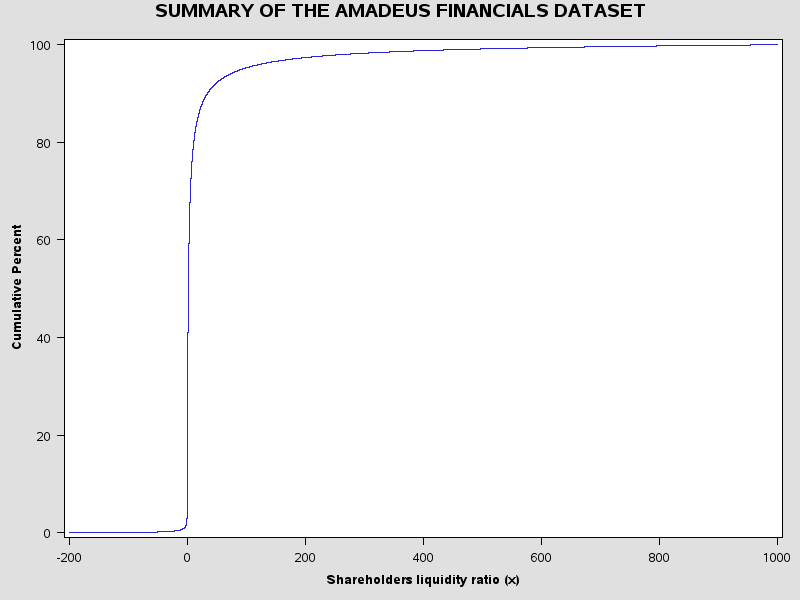 SUMMARY OF THE AMADEUS FINANCIALS DATASET
100
80
60
40
20
0
Cumulative Percent
-200 0 200 400 600 800 1000
Shareholders liquidity ratio (x)